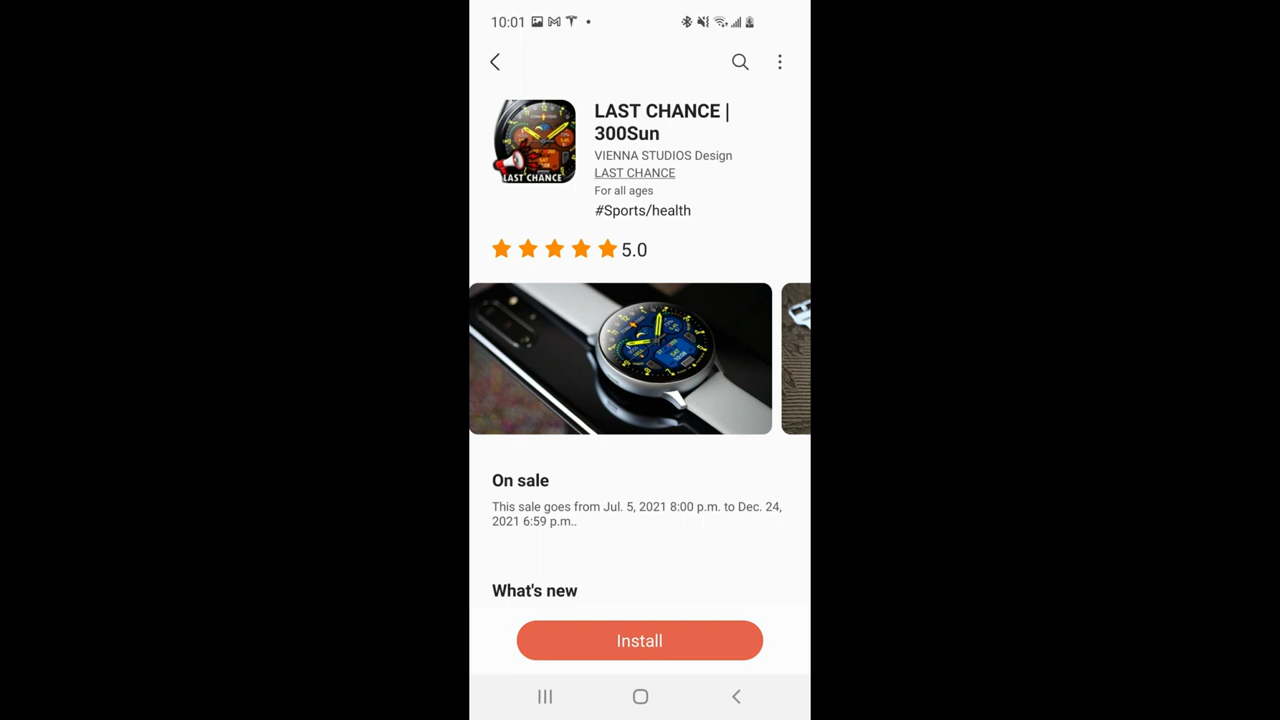 10:01
LAST CHANCE |
300Sun
VIENNA STUDIOS Design
LAST CHANCE
For all ages
#Sports/health
LAST CHANCE
5.0
SAT
On sale
This sale goes from Jul. 5, 2021 8:00 p.m. to Dec. 24,
2021 6:59 p.m..
What's new
Install